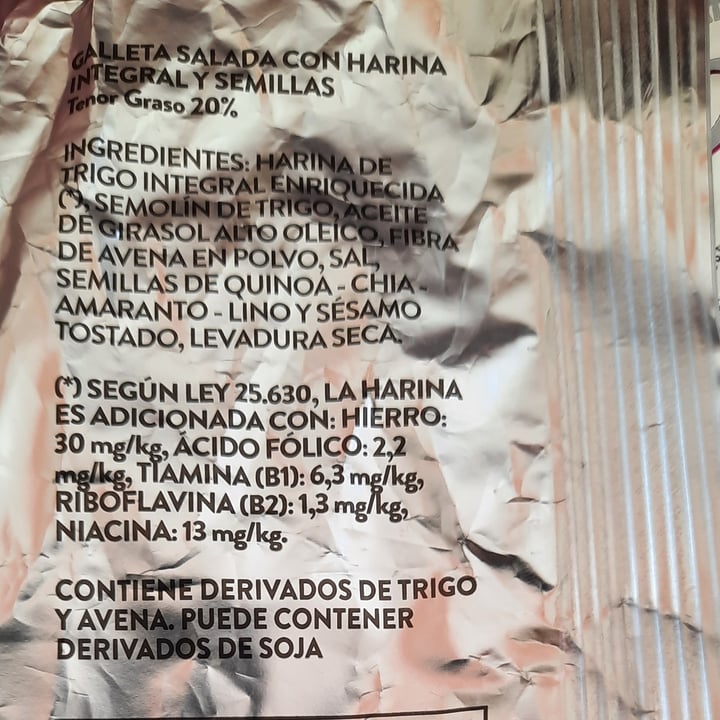 GALLETA SALADA CON HARINA
INTEGRAL Y SEMILLAS
Tenor Graso 20%
INGREDIENTES: HARINA DE
TRIGO INTEGRAL ENRIQUECIDA
(*), SEMOLÍN DE TRIGO, ACEITE
DE GIRASOL ALTO OLEICO, FIBRA
DE AVENA EN POLVO, SAL,
SEMILLAS DE QUINOA - CHIA -
AMARANTO - LINO Y SÉSAMO
TOSTADO, LEVADURA SECA.
(*) SEGÚN LEY 25.630, LA HARINA
ES ADICIONADA CON: HIERRO:
30 mg/kg, ÁCIDO FÓLICO: 2,2
mg/kg, TIAMINA (B1): 6,3 mg/kg,
RIBOFLAVINA (B2): 1,3 mg/kg,
NIACINA: 13 mg/kg.
CONTIENE DERIVADOS DE TRIGO
Y AVENA. PUEDE CONTENER
DERIVADOS DE SOJA